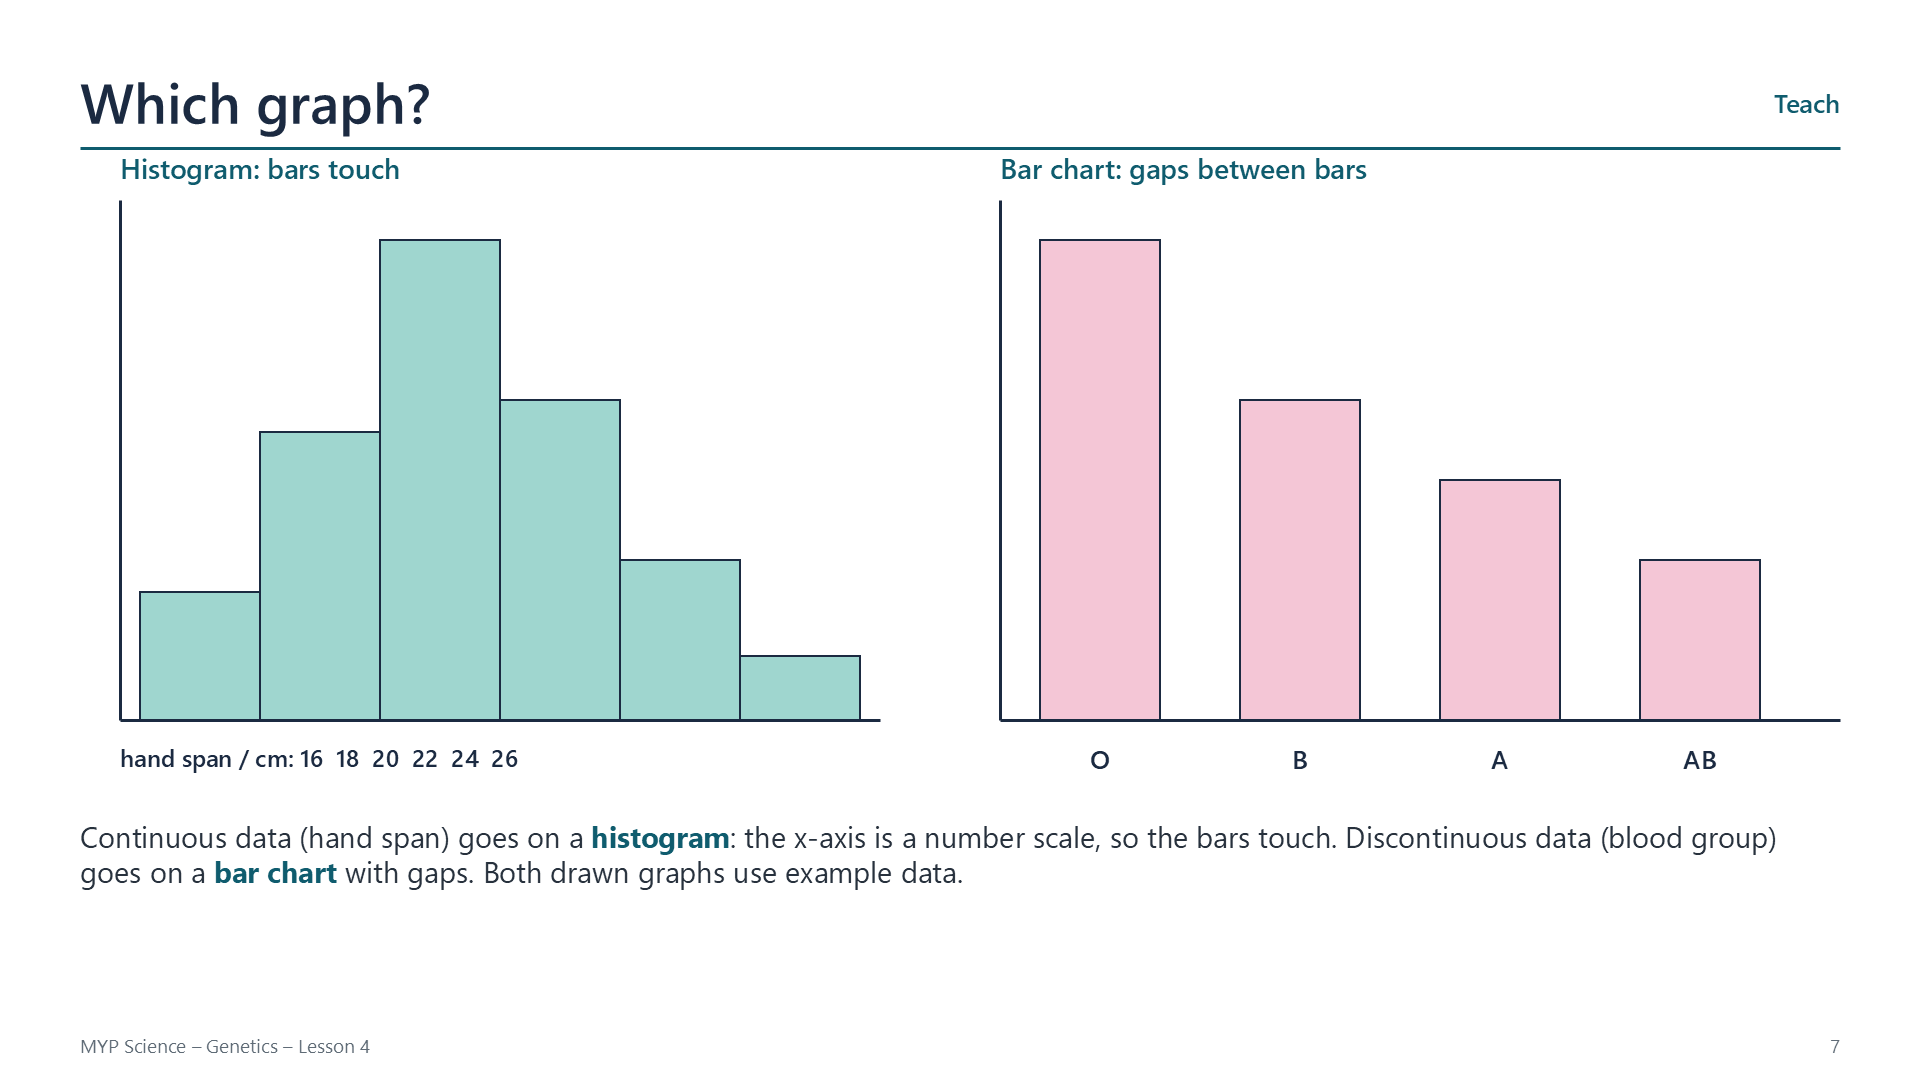 Which graph?
Teach
Histogram: bars touch
Bar chart: gaps between bars
hand span / cm: 16 18 20 22 24 26
O
B
A
AB
Continuous data (hand span) goes on a histogram: the x-axis is a number scale, so the bars touch. Discontinuous data (blood group)
goes on a bar chart with gaps. Both drawn graphs use example data.
MYP Science – Genetics – Lesson 4
7